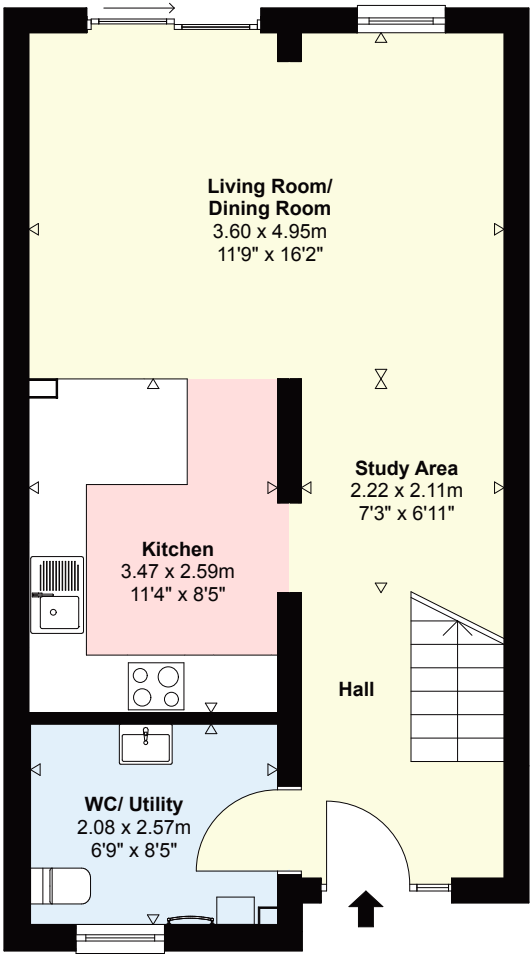 Living Room/
Dining Room
3.60 x 4.95m
11'9" x 16'2"
Study Area
2.22 x 2.11m
7'3" x 6'11"
Kitchen
3.47 x 2.59m
11'4" x 8'5"
Hall
WC/ Utility
2.08 x 2.57m
6'9" x 8'5"